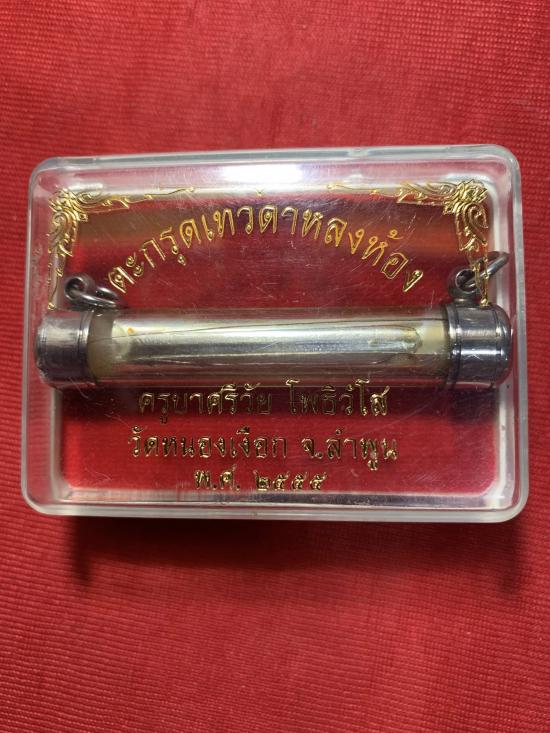 ตะกรุดเทวดาหลงห้อง
ครูบาศรีวัย โพธิวํโส
วัดหนองเงือก จ.ลำพูน
พ.ศ. ๒๕๕๕